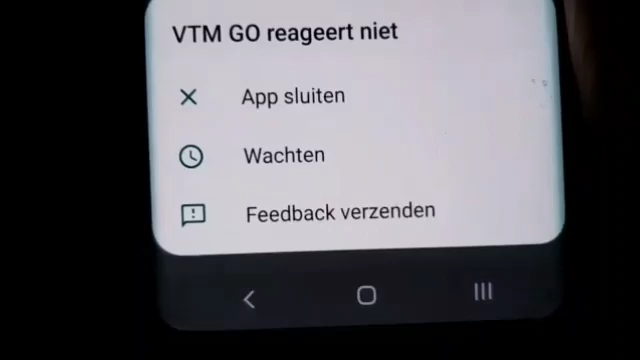 VTM GO reageert niet
App sluiten
Wachten
Feedback verzenden